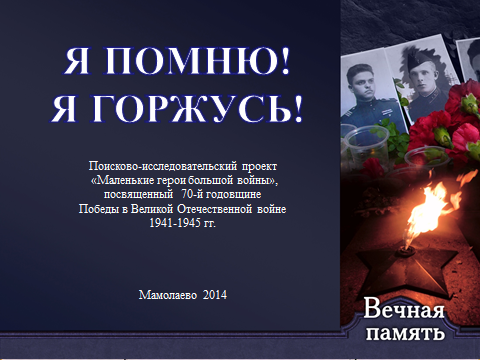 Я ПОМНЮ!
Я ГОРЖУСЬ!
Поисково-исследовательский проект
«Маленькие герои большой войны»,
посвященный 70-й годовщине
Победы в Великой Отечественной войне
1941-1945 гг.
Мамолаево 2014
Вечная
память